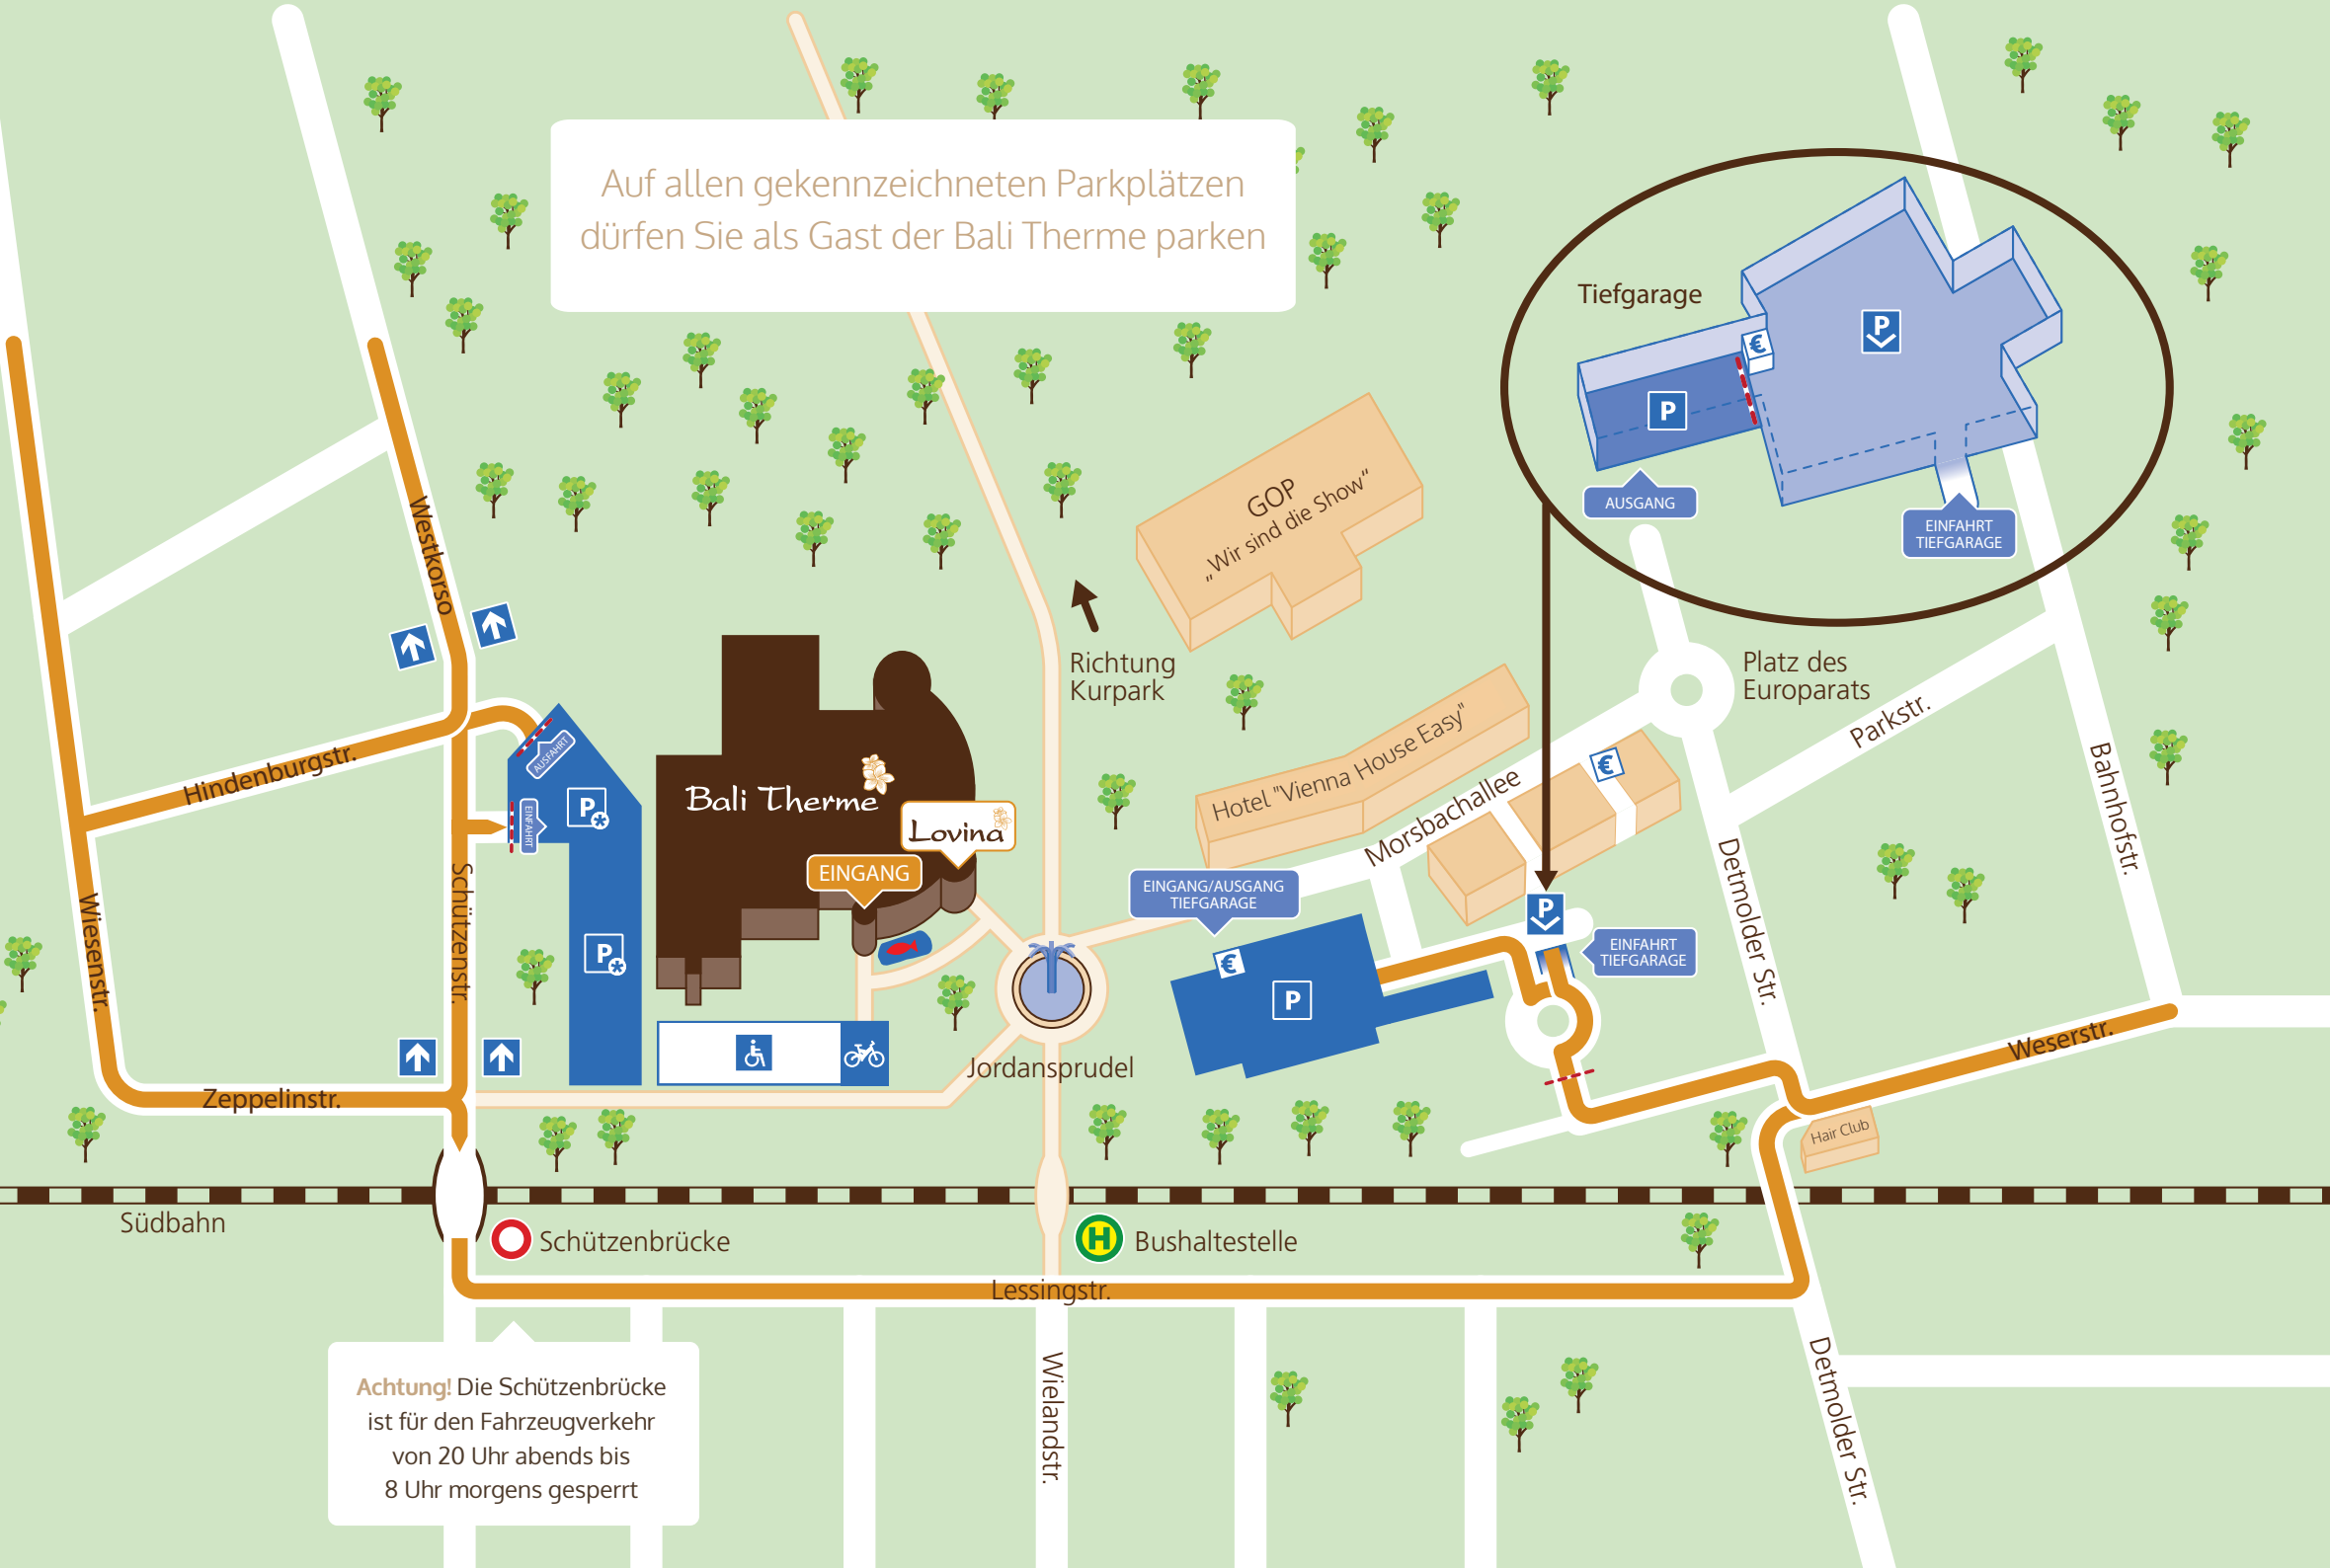 Auf allen gekennzeichneten Parkplätzen
dürfen Sie als Gast der Bali Therme parken
Tiefgarage
P
€
P
AUSGANG
EINFAHRT
TIEFGARAGE
Westkorso
GOP
„Wir sind die Show“
Richtung
Kurpark
Platz des
Europarats
Parkstr.
Bahnhofstr.
Hindenburgstr.
AUSFAHRT
EINFAHRT
P
Bali Therme
Lovina
EINGANG
Hotel "Vienna House Easy"
Morsbachallee
€
Detmolder Str.
Schützenstr.
Wiesenstr.
P
EINGANG/AUSGANG
TIEFGARAGE
P
EINFAHRT
TIEFGARAGE
€
P
Jordansprudel
Weserstr.
Zeppelinstr.
Hair Club
Südbahn
Schützenbrücke
H
Bushaltestelle
Lessingstr.
Achtung! Die Schützenbrücke
ist für den Fahrzeugverkehr
von 20 Uhr abends bis
8 Uhr morgens gesperrt
Wielandstr.
Detmolder Str.